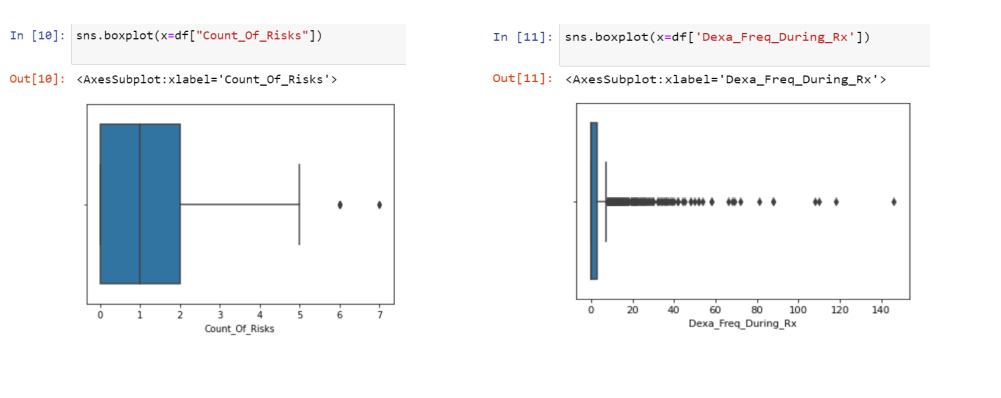 In [10]: sns.boxplot(x=df["Count_Of_Risks"])
Out[10]: <AxesSubplot:xlabel='Count_Of_Risks'>
0 1 2 3 4 5 6 7
Count_Of_Risks
In [11]: sns.boxplot(x=df['Dexa_Freq_During_Rx'])
Out[11]: <AxesSubplot:xlabel='Dexa_Freq_During_Rx'>
0 20 40 60 80 100 120 140
Dexa_Freq_During_Rx